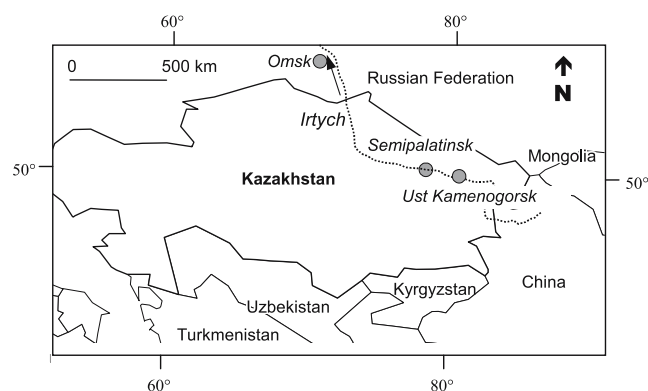 60°
80°
Omsk
0
500 km
Russian Federation
N
Irtych
Semipalatinsk
Mongolia
50°
Kazakhstan
50°
Ust Kamenogorsk
China
Kyrgyzstan
Uzbekistan
Turkmenistan
60°
80°